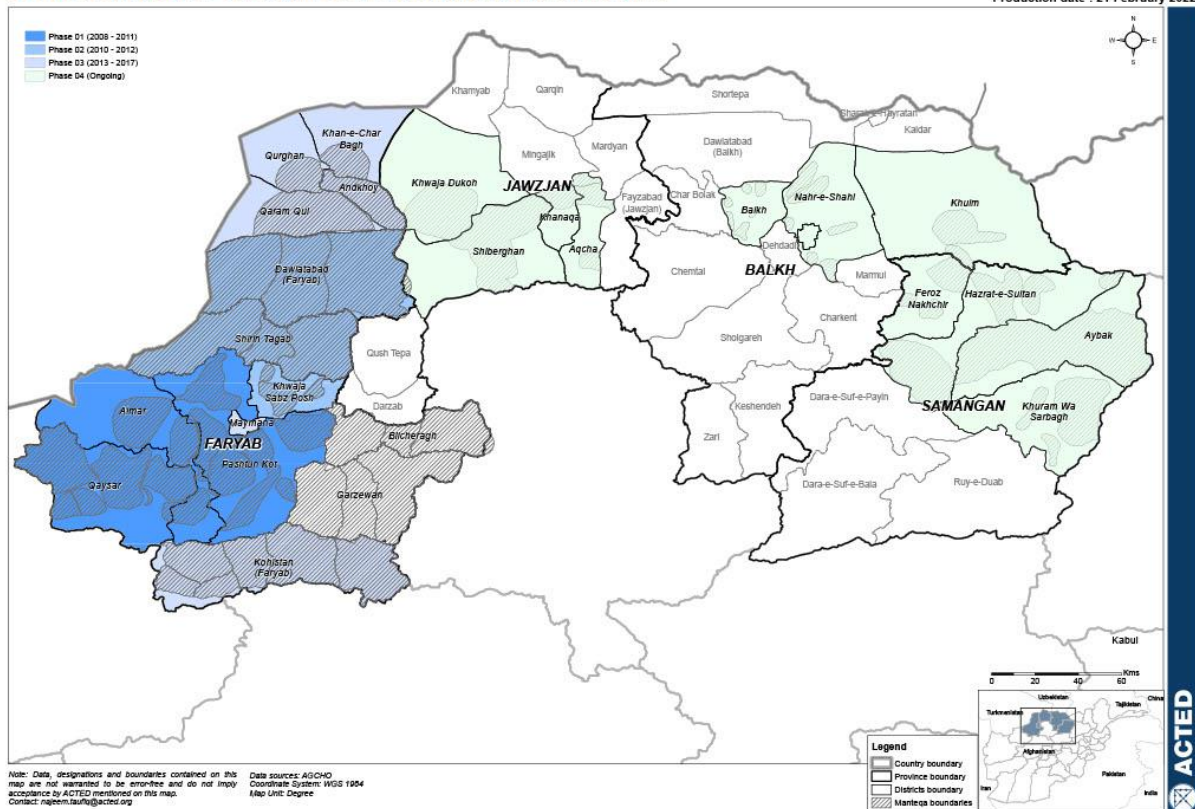 Phase 01 (2008 - 2011)
Phase 02 (2010 - 2012)
Phase 03 (2013 - 2017)
Phase 04 (Ongoing)
N
W
E
S
Khamyab
Qarqin
Shortepa
Kaldar
Khan-e-Char
Bagh
Qurghan
Andkhoy
Qaram Qul
Mingajik
Mardyan
Dawlatabad
(Balkh)
Khwaja Dukoh
JAWZJAN
Khanaqa
Fayzabad
(Jawzjan)
Char Bolak
Balkh
Nahr-e-Shahi
Khulm
Shiberghan
Aqcha
Dehdadi
Chemtal
BALKH
Marmul
Feroz
Nakhchir
Hazrat-e-Sultan
Dawlatabad
(Faryab)
Charkent
Aybak
Shirin Tagab
Qush Tepa
Sholgareh
Khwaja
Sabz Posh
Darzab
Keshendeh
Zari
Dara-e-Suf-e-Payin
SAMANGAN
Khuram Wa
Sarbagh
Almar
Maymana
FARYAB
Pashtun Kot
Bilcheragh
Qaysar
Garzewan
Dara-e-Suf-e-Bala
Ruy-e-Duab
Kohistan
(Faryab)
Kabul
Kms
0 20 40 60
Uzbekistan
Turkmenistan
Tajikistan
China
Afghanistan
Iran
Pakistan
India
Legend
Country boundary
Province boundary
Districts boundary
Manteqa boundaries
Note: Data, designations and boundaries contained on this
map are not warranted to be error-free and do not imply
acceptance by ACTED mentioned on this map.
Contact: najeem.taufiq@acted.org
Data sources: AGCHO
Coordinate System: WGS 1984
Map Unit: Degree
ACTED